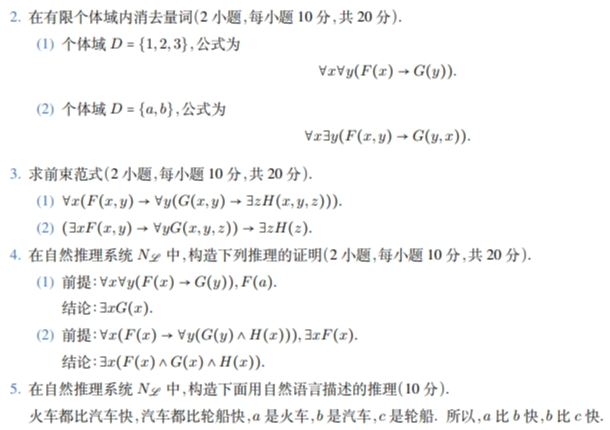 2. 在有限个体域内消去量词(2 小题,每小题 10 分,共 20 分).
(1) 个体域 D = {1,2,3},公式为
∀x∀y(F(x) → G(y)).
(2) 个体域 D = {a,b},公式为
∀x∃y(F(x,y) → G(y,x)).
3. 求前束范式(2 小题,每小题 10 分,共 20 分).
(1) ∀x(F(x,y) → ∀y(G(x,y) → ∃zH(x,y,z))).
(2) (∃xF(x,y) → ∀yG(x,y,z)) → ∃zH(z).
4. 在自然推理系统 Nℒ 中,构造下列推理的证明(2 小题,每小题 10 分,共 20 分).
(1) 前提:∀x∀y(F(x) → G(y)),F(a).
结论:∃xG(x).
(2) 前提:∀x(F(x) → ∀y(G(y) ∧ H(x))),∃xF(x).
结论:∃x(F(x) ∧ G(x) ∧ H(x)).
5. 在自然推理系统 Nℒ 中,构造下面用自然语言描述的推理(10 分).
火车都比汽车快,汽车都比轮船快,a 是火车,b 是汽车,c 是轮船. 所以,a 比 b 快,b 比 c 快.